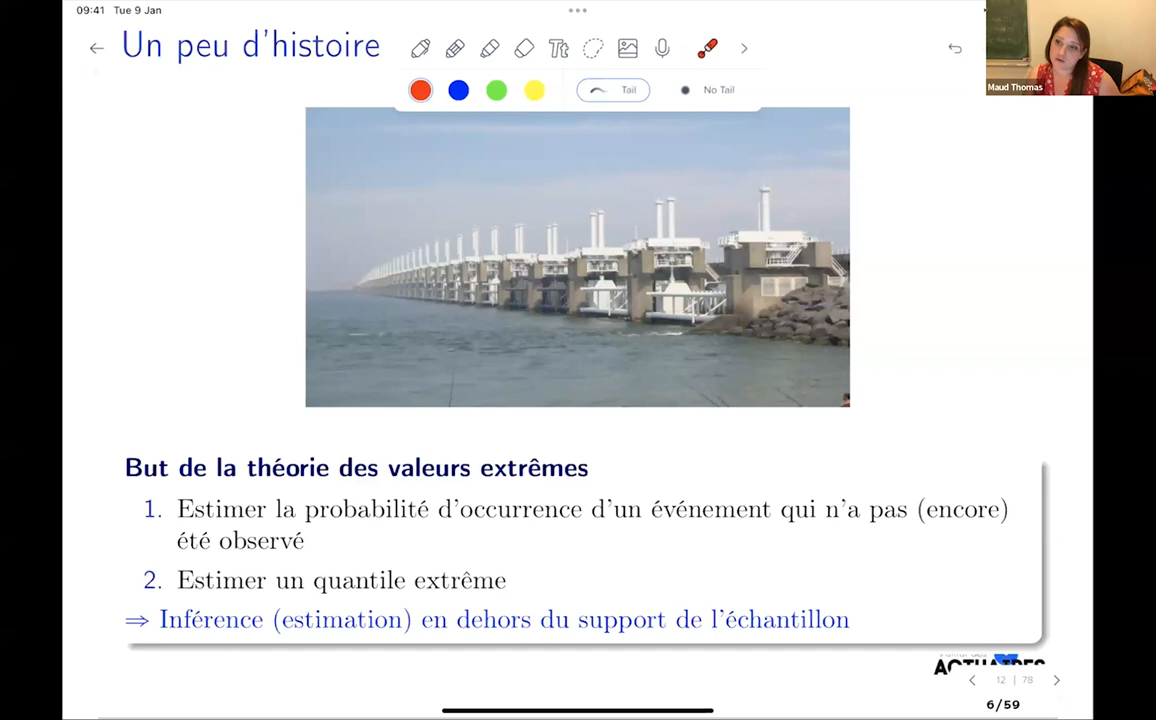 09:41 Tue 9 Jan
Un peu d'histoire
Tail
No Tail
Maud Thomas
But de la théorie des valeurs extrêmes
1. Estimer la probabilité d'occurrence d'un événement qui n'a pas (encore)
été observé
2. Estimer un quantile extrême
⇒ Inférence (estimation) en dehors du support de l'échantillon
12 | 78
6/59